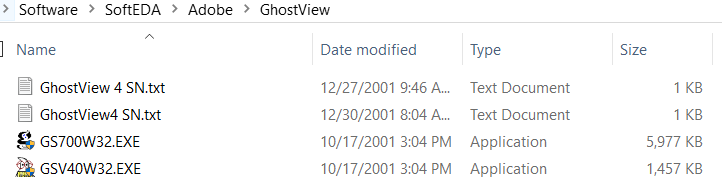 Software > SoftEDA > Adobe > GhostView
Name Date modified Type Size
GhostView 4 SN.txt 12/27/2001 9:46 A... Text Document 1 KB
GhostView4 SN.txt 12/30/2001 8:04 A... Text Document 1 KB
GS700W32.EXE 10/17/2001 3:04 PM Application 5,977 KB
GSV40W32.EXE 10/17/2001 3:04 PM Application 1,457 KB